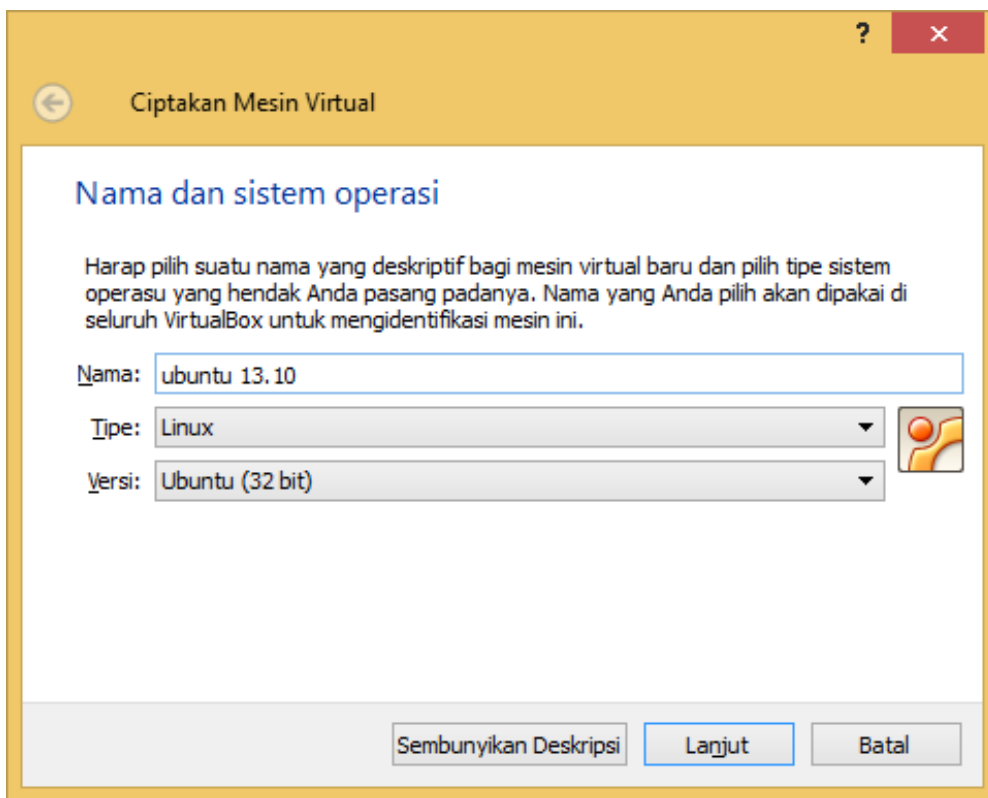 ?
Ciptakan Mesin Virtual
Nama dan sistem operasi
Harap pilih suatu nama yang deskriptif bagi mesin virtual baru dan pilih tipe sistem
operasu yang hendak Anda pasang padanya. Nama yang Anda pilih akan dipakai di
seluruh VirtualBox untuk mengidentifikasi mesin ini.
Nama: ubuntu 13.10
Tipe: Linux
Versi: Ubuntu (32 bit)
Sembunyikan Deskripsi Lanjut Batal